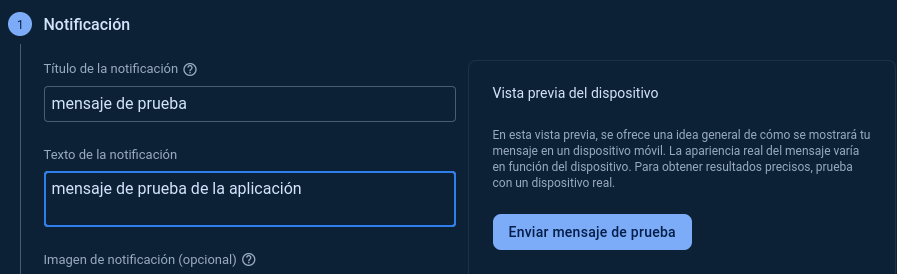 1 Notificación
Título de la notificación
mensaje de prueba
Texto de la notificación
mensaje de prueba de la aplicación
Imagen de notificación (opcional)
Vista previa del dispositivo
En esta vista previa, se ofrece una idea general de cómo se mostrará tu
mensaje en un dispositivo móvil. La apariencia real del mensaje varía
en función del dispositivo. Para obtener resultados precisos, prueba
con un dispositivo real.
Enviar mensaje de prueba